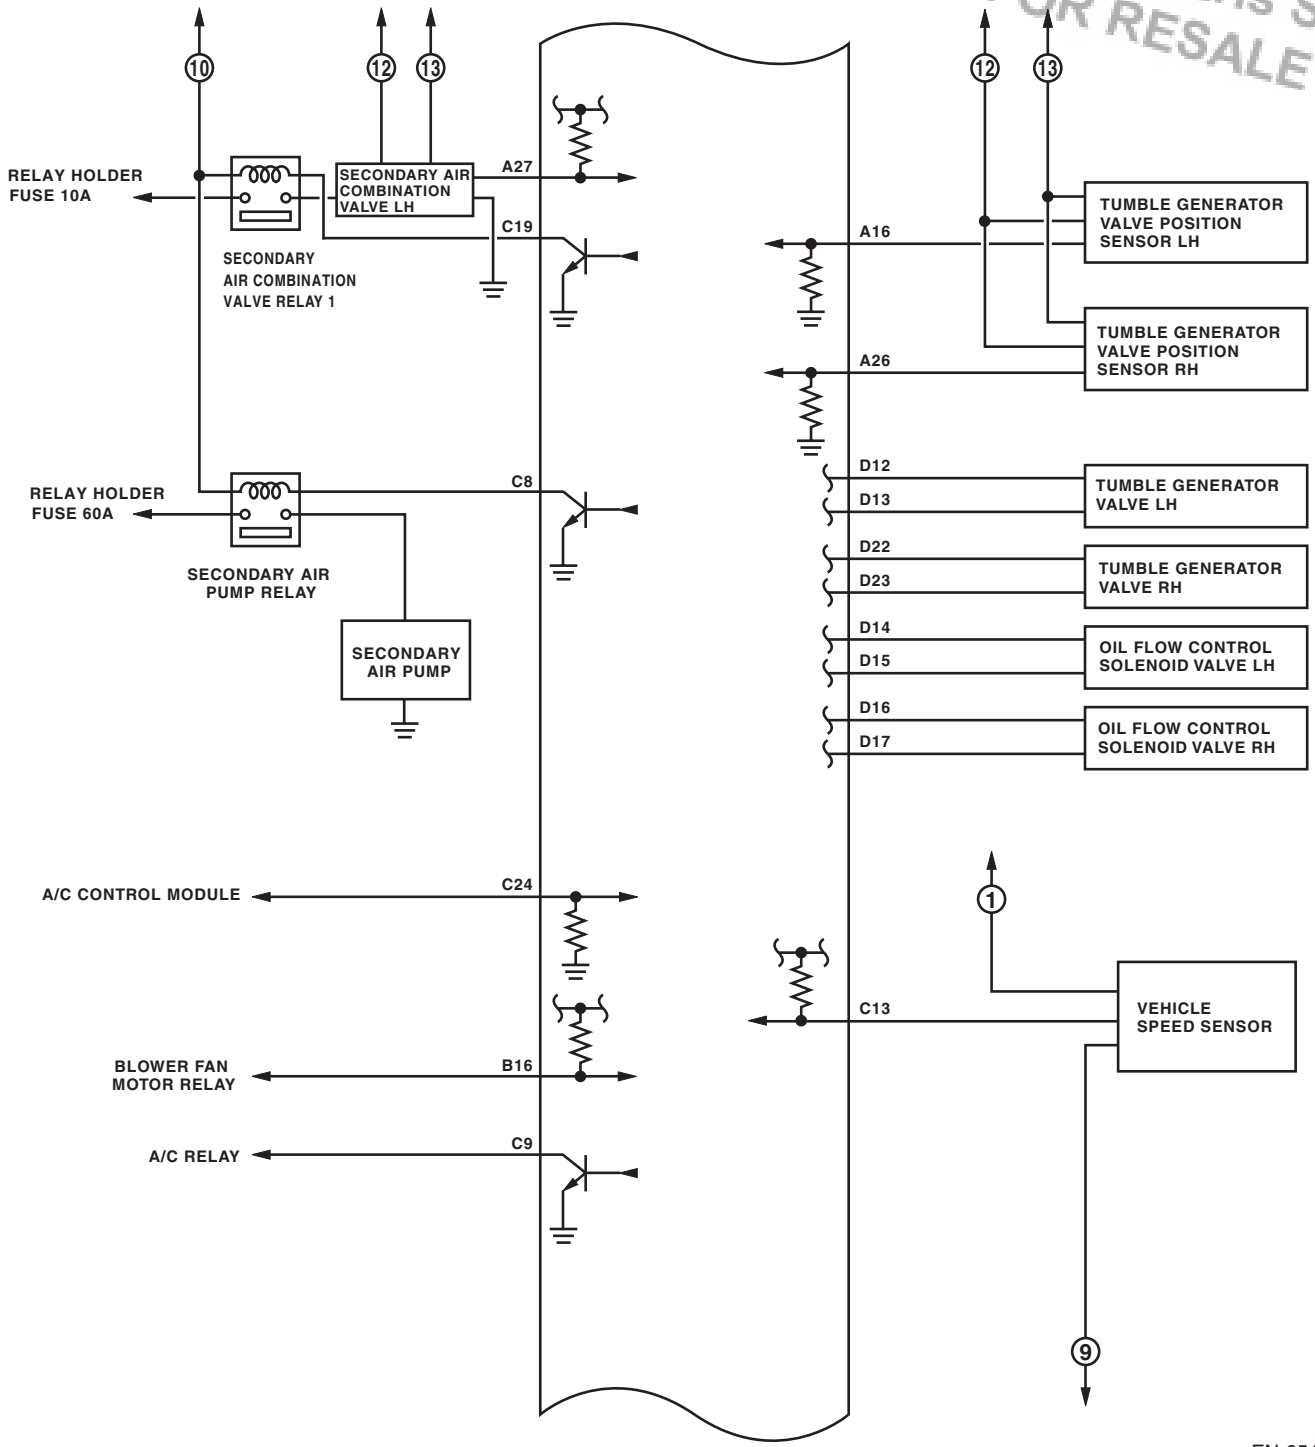 FOR RESALE
10
12
13
12
13
RELAY HOLDER
FUSE 10A
SECONDARY AIR
COMBINATION
VALVE LH
A27
C19
SECONDARY
AIR COMBINATION
VALVE RELAY 1
TUMBLE GENERATOR
VALVE POSITION
SENSOR LH
A16
TUMBLE GENERATOR
VALVE POSITION
SENSOR RH
A26
RELAY HOLDER
FUSE 60A
C8
SECONDARY AIR
PUMP RELAY
SECONDARY
AIR PUMP
D12
D13
TUMBLE GENERATOR
VALVE LH
D22
D23
TUMBLE GENERATOR
VALVE RH
D14
D15
OIL FLOW CONTROL
SOLENOID VALVE LH
D16
D17
OIL FLOW CONTROL
SOLENOID VALVE RH
A/C CONTROL MODULE
C24
1
C13
VEHICLE
SPEED SENSOR
BLOWER FAN
MOTOR RELAY
B16
A/C RELAY
C9
9